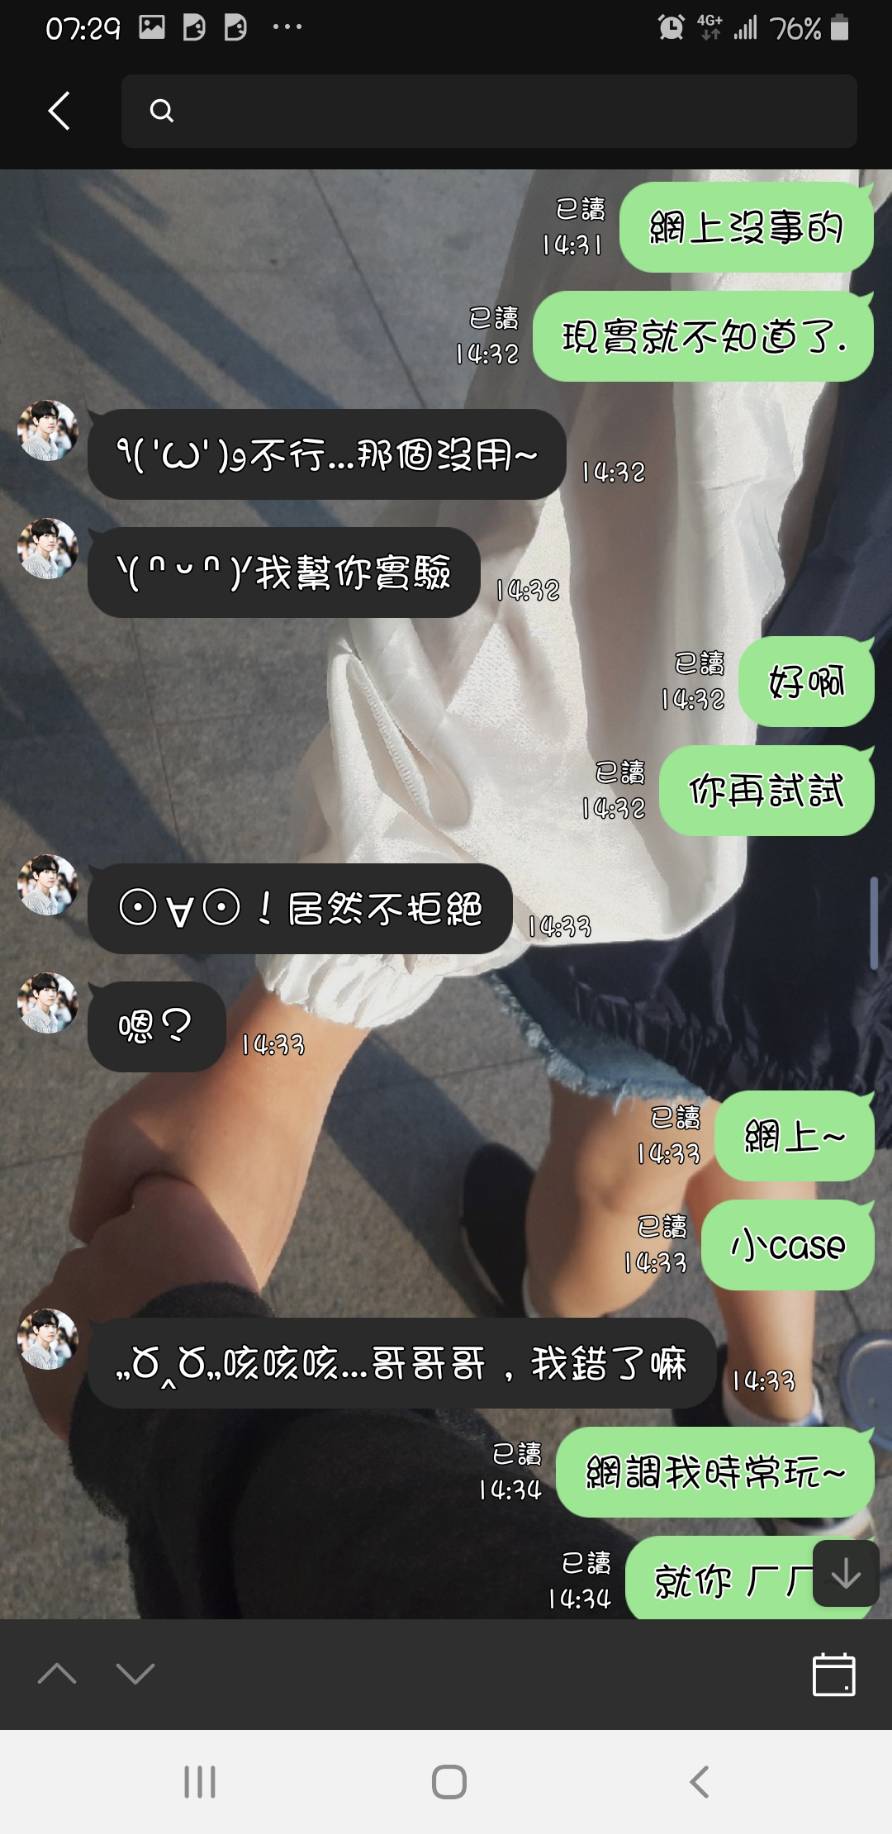 07:29
4G+
76%
已讀
14:31
網上沒事的
已讀
14:32
現實就不知道了.
٩( 'ω' )و不行...那個沒用~
14:32
\( ᐢ ᵕ ᐢ )/我幫你實驗
14:32
已讀
14:32
好啊
已讀
14:32
你再試試
⊙∀⊙！居然不拒絕
14:33
嗯？
14:33
已讀
14:33
網上~
已讀
14:33
小case
„ಠ‸ಠ„咳咳咳...哥哥哥，我錯了嘛
14:33
已讀
14:34
網調我時常玩~
已讀
14:34
就你ㄏㄏ